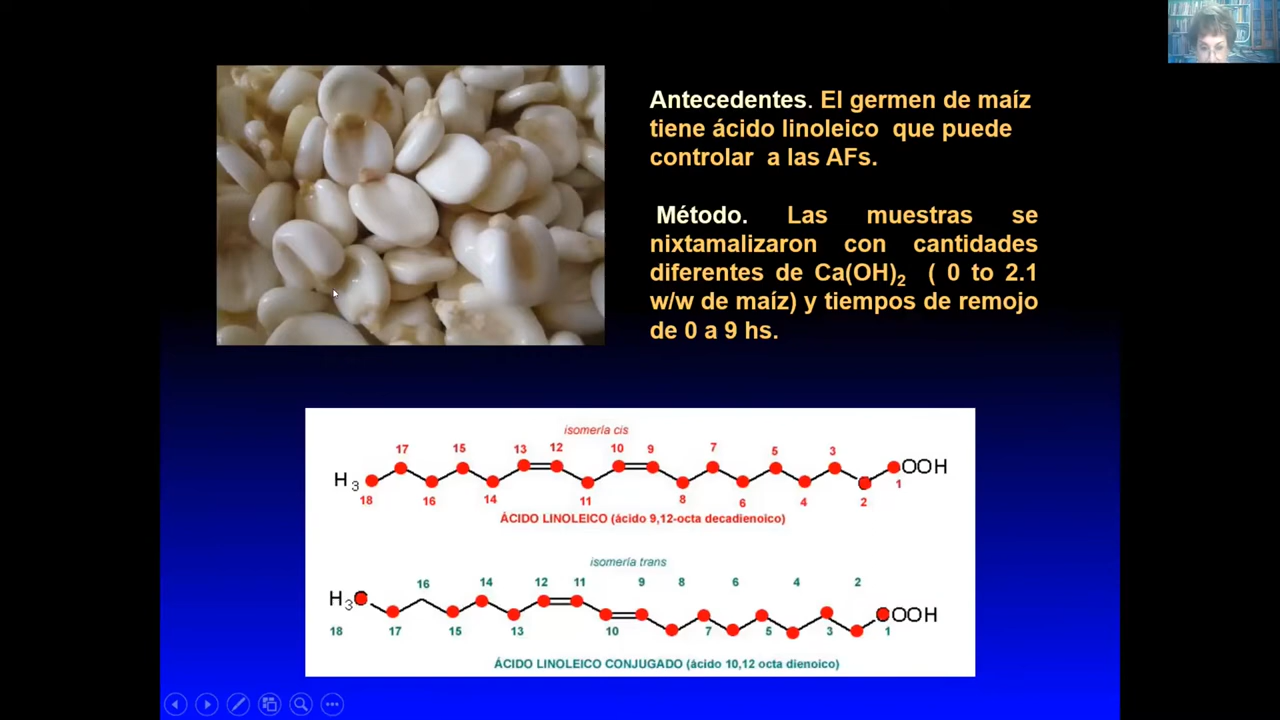 Antecedentes. El germen de maíz
tiene ácido linoleico que puede
controlar a las AFs.
Método. Las muestras se
nixtamalizaron con cantidades
diferentes de Ca(OH)2 ( 0 to 2.1
w/w de maíz) y tiempos de remojo
de 0 a 9 hs.
isomería cis
17 15 13 12 10 9 7 5 3
H3 OOH
18 16 14 11 8 6 4 2 1
ÁCIDO LINOLEICO (ácido 9,12-octa decadienoico)
isomería trans
16 14 12 11 9 8 6 4 2
H3C OOH
18 17 15 13 10 7 5 3 1
ÁCIDO LINOLEICO CONJUGADO (ácido 10,12 octa dienoico)